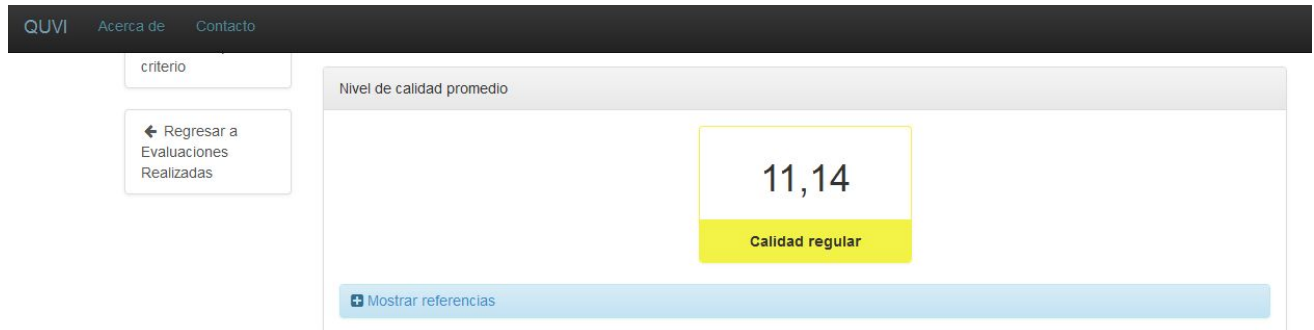 QUVI Acerca de Contacto
criterio
Regresar a
Evaluaciones
Realizadas
Nivel de calidad promedio
11,14
Calidad regular
Mostrar referencias